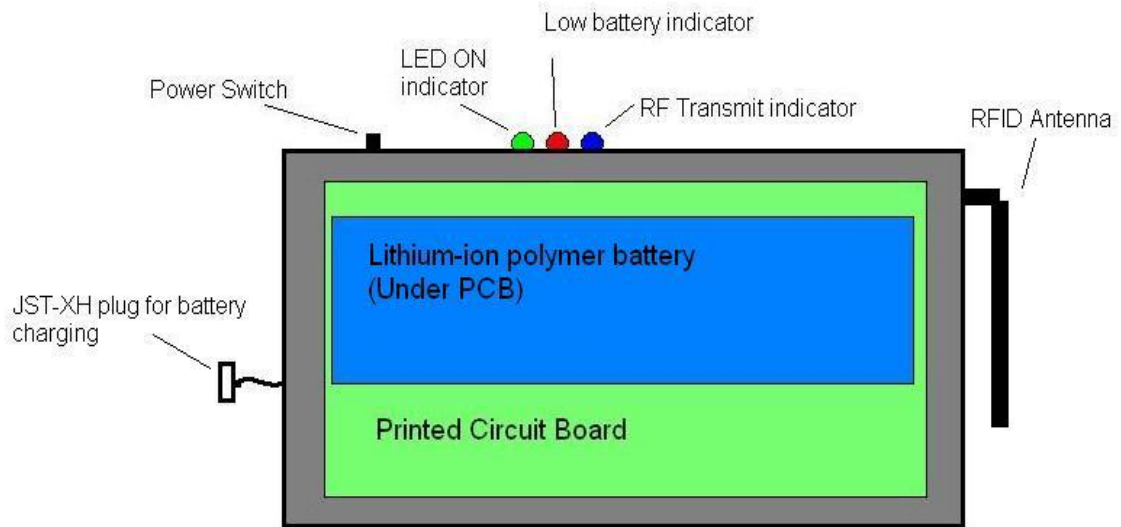 Low battery indicator
LED ON
indicator
Power Switch
RF Transmit indicator
RFID Antenna
Lithium-ion polymer battery
(Under PCB)
JST-XH plug for battery
charging
Printed Circuit Board